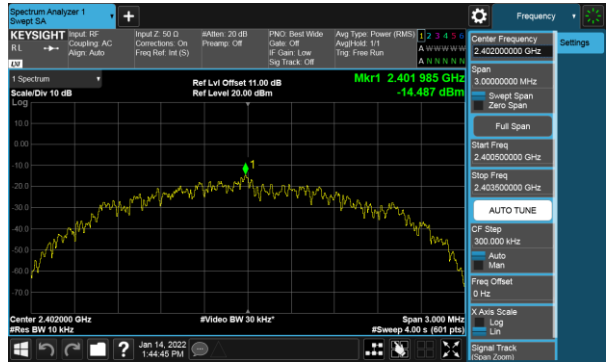 Spectrum Analyzer 1
Swept SA
+
Frequency
KEYSIGHT Input: RF
RL Coupling: AC
Align: Auto
LXI
Input Z: 50 Ω
Corrections: On
Freq Ref: Int (S)
#Atten: 20 dB
Preamp: Off
PNO: Best Wide
Gate: Off
IF Gain: Low
Sig Track: Off
Avg Type: Power (RMS)
Avg|Hold: 1/1
Trig: Free Run
1 2 3 4 5 6
A W W W W W
A N N N N N
Center Frequency
2.402000000 GHz
Settings
Span
3.00000000 MHz
Swept Span
Zero Span
Full Span
Start Freq
2.400500000 GHz
Stop Freq
2.403500000 GHz
AUTO TUNE
CF Step
300.000 kHz
Auto
Man
Freq Offset
0 Hz
X Axis Scale
Log
Lin
Signal Track
(Span Zoom)
1 Spectrum
Scale/Div 10 dB
Log
Ref Lvl Offset 11.00 dB
Ref Level 20.00 dBm
Mkr1 2.401 985 GHz
-14.487 dBm
10.0
0.00
-10.0
-20.0
-30.0
-40.0
-50.0
-60.0
-70.0
1
Center 2.402000 GHz
#Res BW 10 kHz
#Video BW 30 kHz*
Span 3.000 MHz
#Sweep 4.00 s (601 pts)
?
Jan 14, 2022
1:44:45 PM